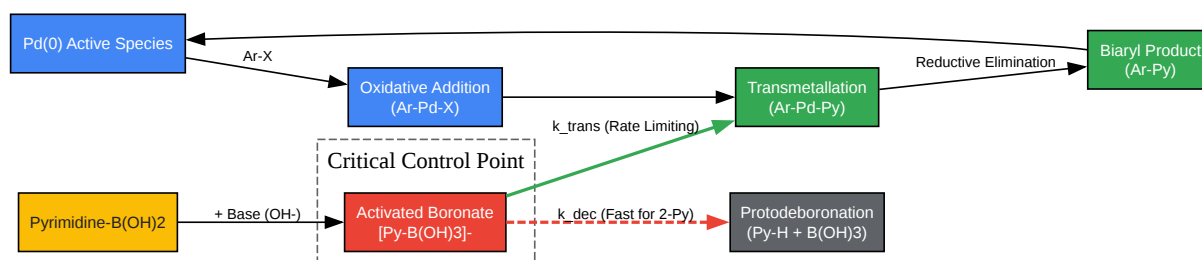 Pd(0) Active Species
Ar-X
Oxidative Addition
(Ar-Pd-X)
Transmetallation
(Ar-Pd-Py)
Reductive Elimination
Biaryl Product
(Ar-Py)
k_trans (Rate Limiting)
Critical Control Point
Pyrimidine-B(OH)2
+ Base (OH-)
Activated Boronate
[Py-B(OH)3]-
k_dec (Fast for 2-Py)
Protodeboronation
(Py-H + B(OH)3)